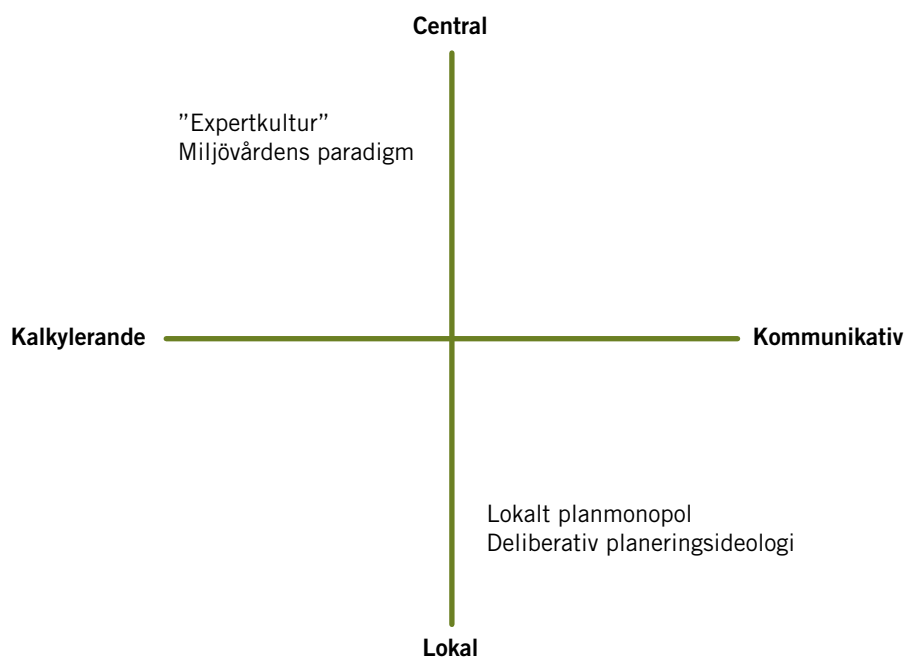 Central
”Expertkultur”
Miljövårdens paradigm
Kalkylerande
Kommunikativ
Lokalt planmonopol
Deliberativ planeringsideologi
Lokal